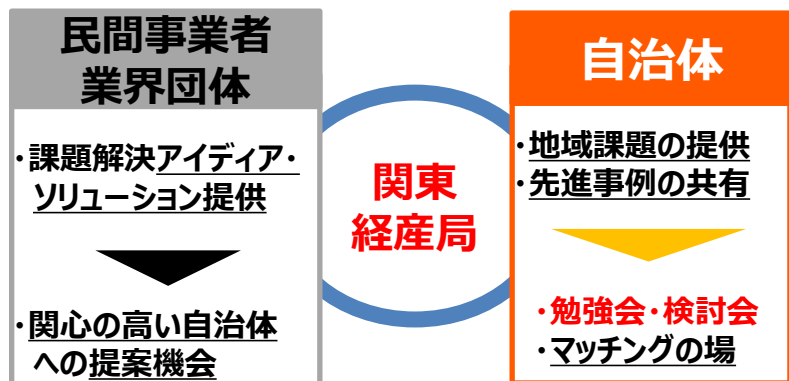 民間事業者
業界団体
・課題解決アイディア・
ソリューション提供
・関心の高い自治体
への提案機会
関東
経産局
自治体
・地域課題の提供
・先進事例の共有
・勉強会・検討会
・マッチングの場